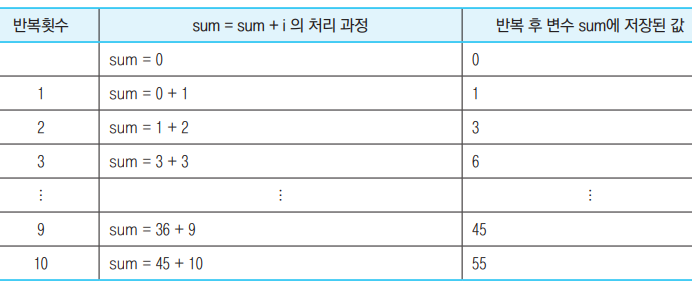 반복횟수 sum = sum + i 의 처리 과정 반복 후 변수 sum에 저장된 값
sum = 0 0
1 sum = 0 + 1 1
2 sum = 1 + 2 3
3 sum = 3 + 3 6
⋮ ⋮ ⋮
9 sum = 36 + 9 45
10 sum = 45 + 10 55